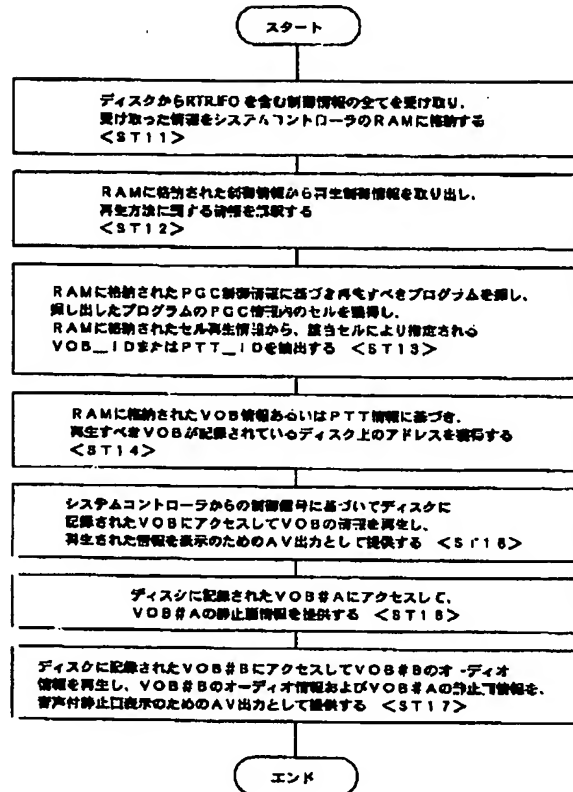 スタート
ディスクからRTR.IFOを含む制御情報の全てを受け取り、
受け取った情報をシステムコントローラのRAMに格納する
<ST11>
RAMに格納された制御情報から再生制御情報を取り出し、
再生方法に関する情報を解釈する
<ST12>
RAMに格納されたPGC制御情報に基づき再生すべきプログラムを探し、
探し出したプログラムのPGC情報内のセルを獲得し、
RAMに格納されたセル再生情報から、該当セルにより指定される
VOB_IDまたはPTT_IDを抽出する <ST13>
RAMに格納されたVOB情報あるいはPTT情報に基づき、
再生すべきVOBが記録されているディスク上のアドレスを獲得する
<ST14>
システムコントローラからの制御信号に基づいてディスクに
記録されたVOBにアクセスしてVOBの情報を再生し、
再生された情報を表示のためのAV出力として提供する
ディスクに記録されたVOB#Aにアクセスして、
VOB#Aの静止画情報を提供する
ディスクに記録されたVOB#BにアクセスしてVOB#Bのオーディオ
情報を再生し、VOB#Bのオーディオ情報およびVOB#Aの静止画情報を、
音声付静止画表示のためのAV出力として提供する <ST17>
エンド